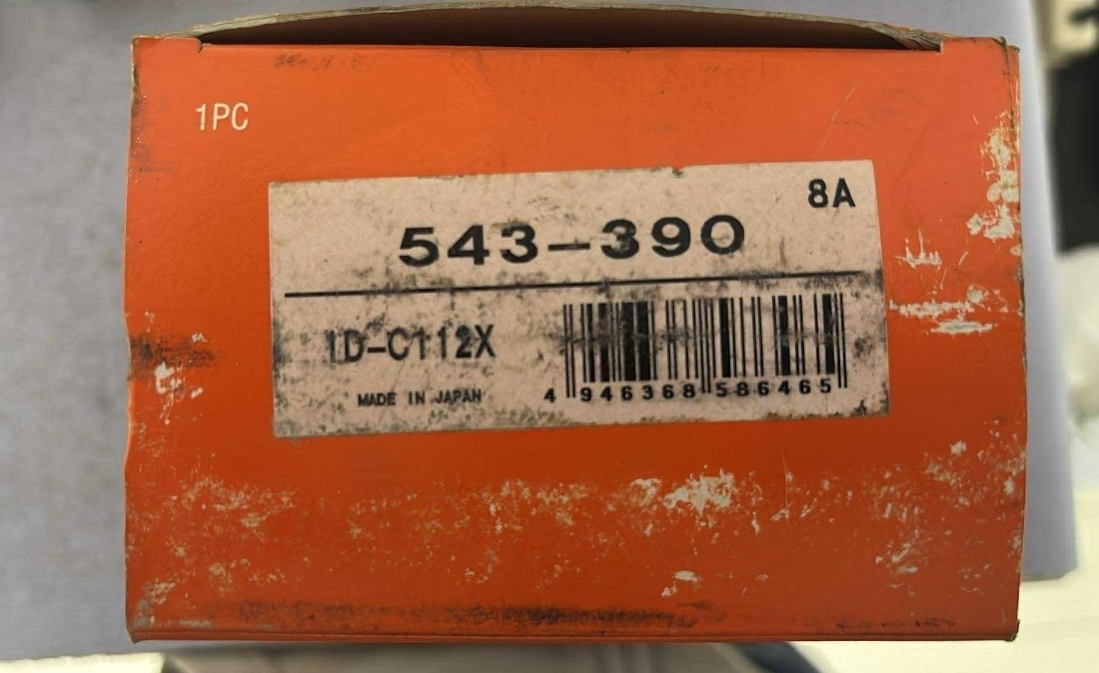 1PC
8A
543-390
1D-C112X
MADE IN JAPAN
4 946368 586465